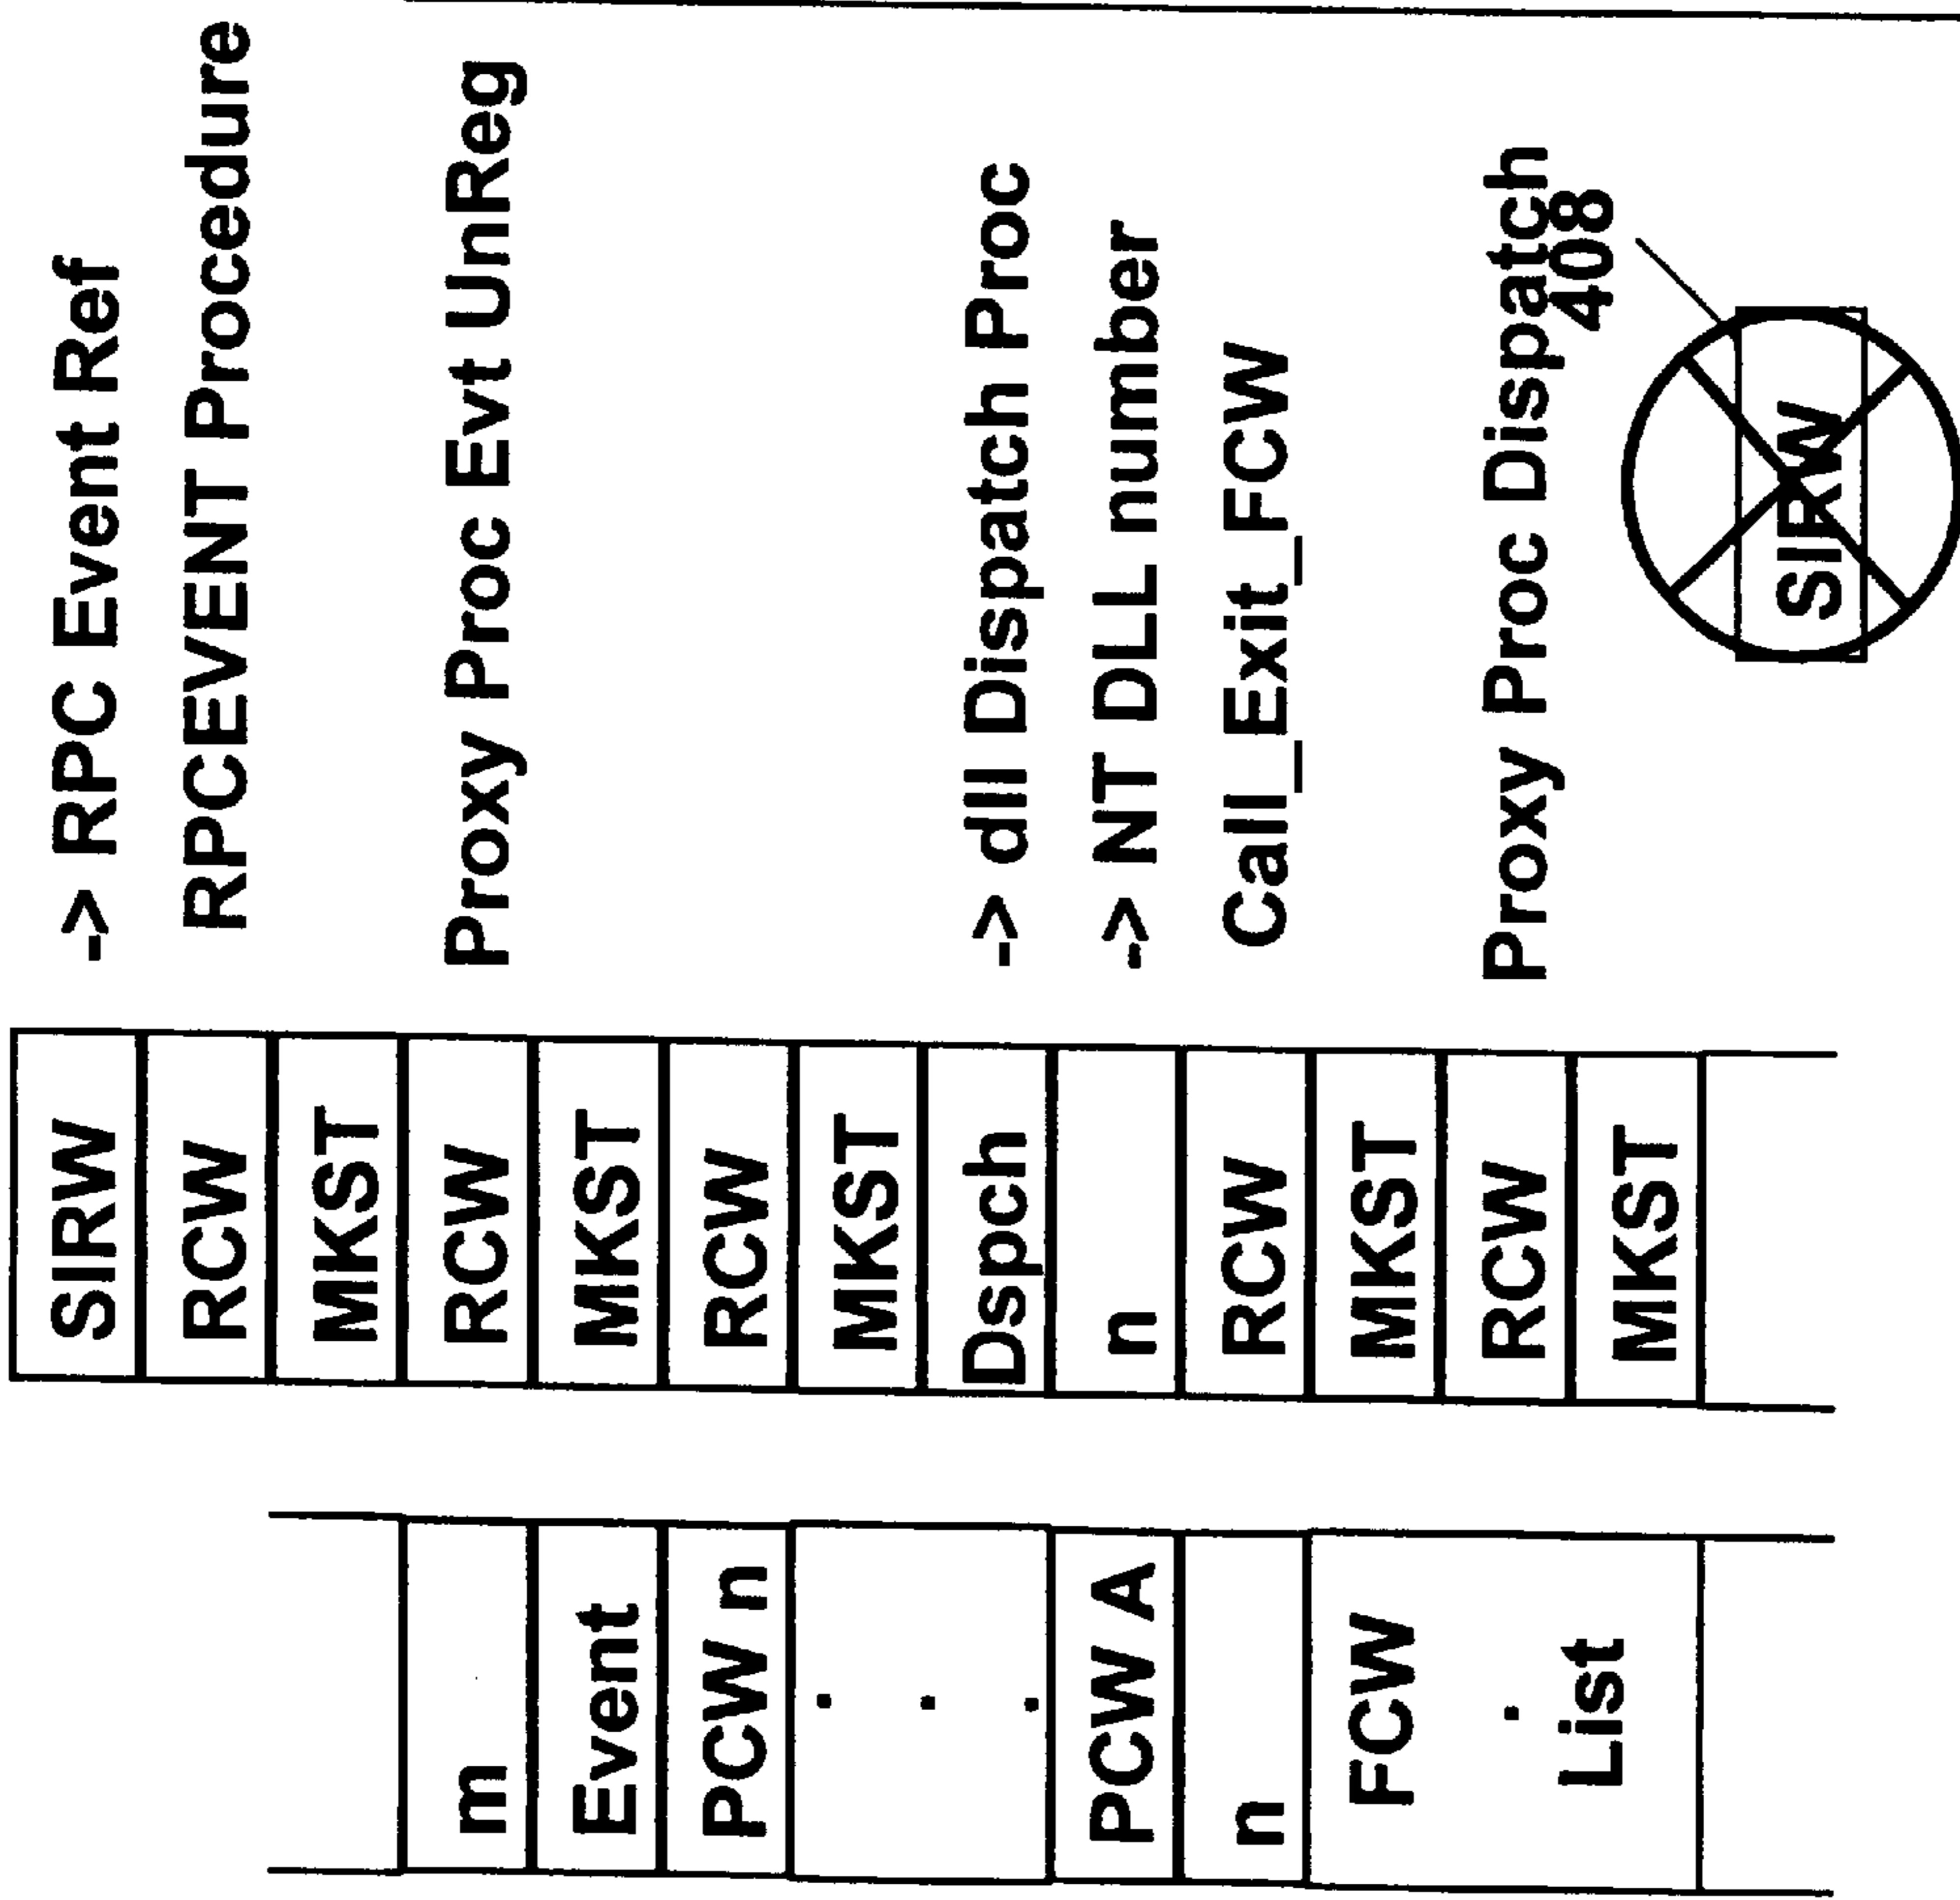 SIRW -> RPC Event Ref
RCW RPCEVENT Procedure
MKST
m RCW Proxy Proc Evt UnReg
Event MKST
PCW n RCW
MKST
Dspch -> dll Dispatch Proc
PCW A n -> NT DLL number
n RCW Call_Exit_FCW
FCW MKST
RCW Proxy Proc Dispatch
List MKST
408
SIRW